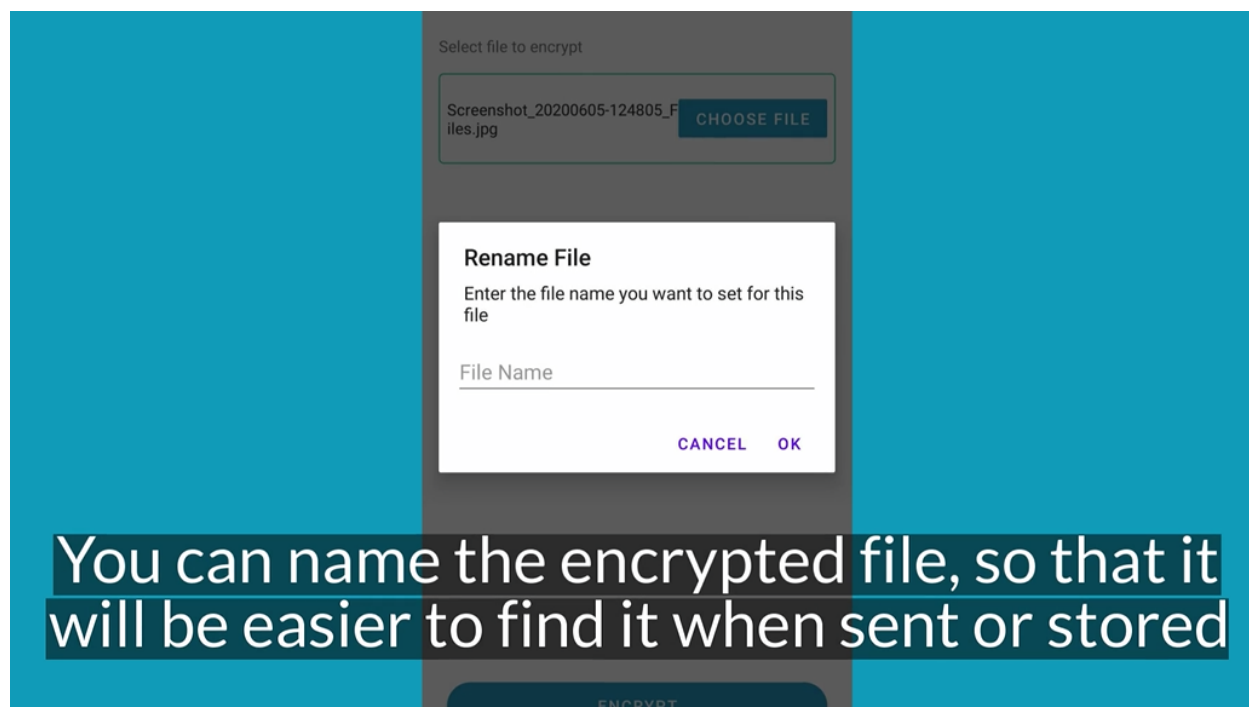 Select file to encrypt
Screenshot_20200605-124805_F
iles.jpg
CHOOSE FILE
Rename File
Enter the file name you want to set for this
file
File Name
CANCEL OK
You can name the encrypted file, so that it
will be easier to find it when sent or stored
ENCRYPT